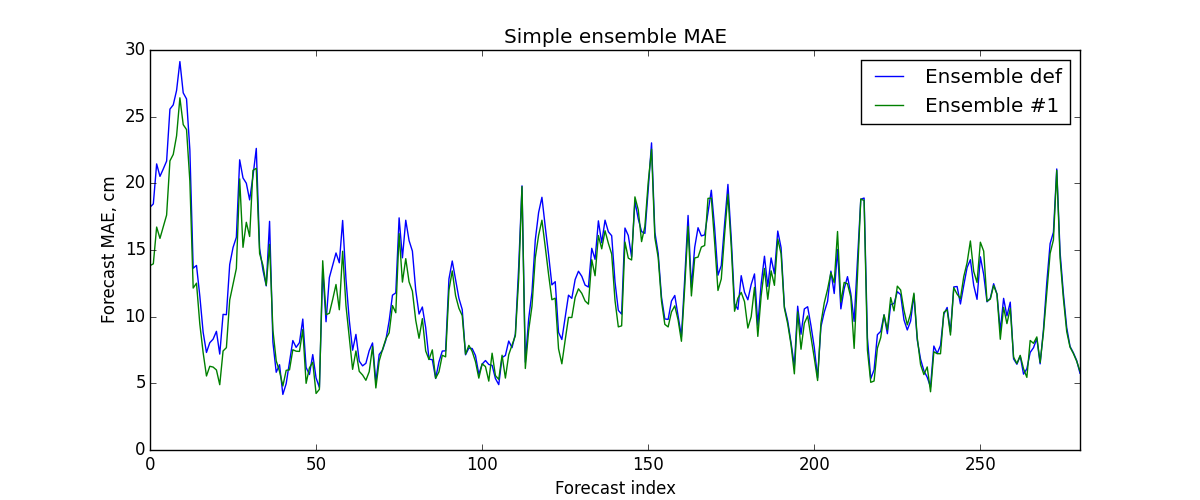 Simple ensemble MAE
Ensemble def
Ensemble #1
Forecast MAE, cm
30
25
20
15
10
5
0
0 50 100 150 200 250
Forecast index